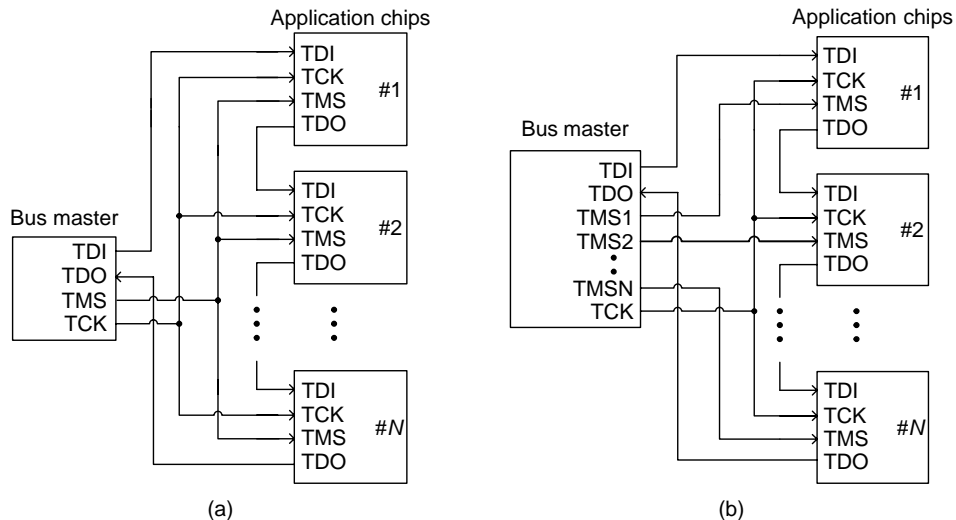 Application chips
TDI
TCK
TMS
TDO
#1
TDI
TCK
TMS
TDO
#2
TDI
TCK
TMS
TDO
#N
Bus master
TDI
TDO
TMS
TCK
(a)
Application chips
TDI
TCK
TMS
TDO
#1
TDI
TCK
TMS
TDO
#2
TDI
TCK
TMS
TDO
#N
Bus master
TDI
TDO
TMS1
TMS2
TMSN
TCK
(b)